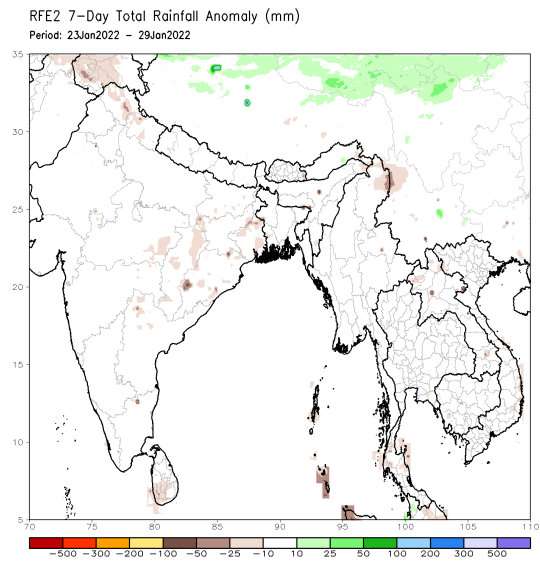 RFE2 7-Day Total Rainfall Anomaly (mm)
Period: 23Jan2022 - 29Jan2022
35
30
25
20
15
10
5
70 75 80 85 90 95 100 105 110
-500 -300 -200 -100 -50 -25 -10 10 25 50 100 200 300 500